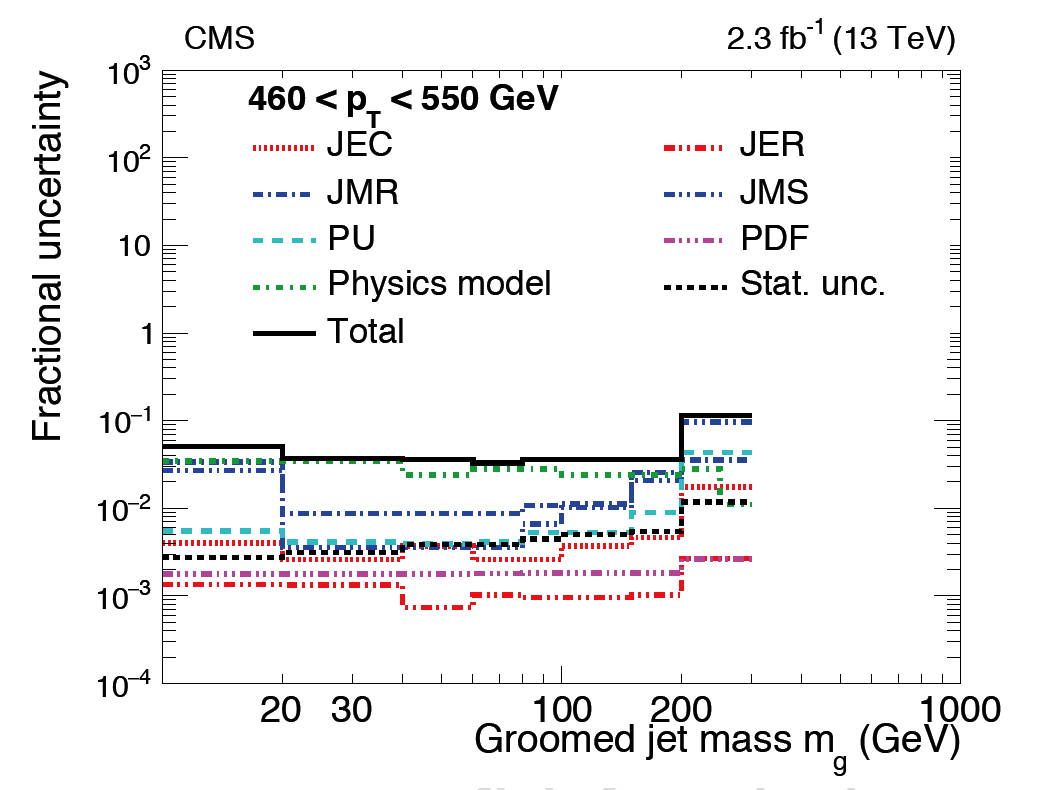 CMS 2.3 fb⁻¹ (13 TeV)
Fractional uncertainty
10³
10²
10
1
10⁻¹
10⁻²
10⁻³
10⁻⁴
460 < p_T < 550 GeV
JEC JER
JMR JMS
PU PDF
Physics model Stat. unc.
Total
20 30 100 200 1000
Groomed jet mass m_g (GeV)